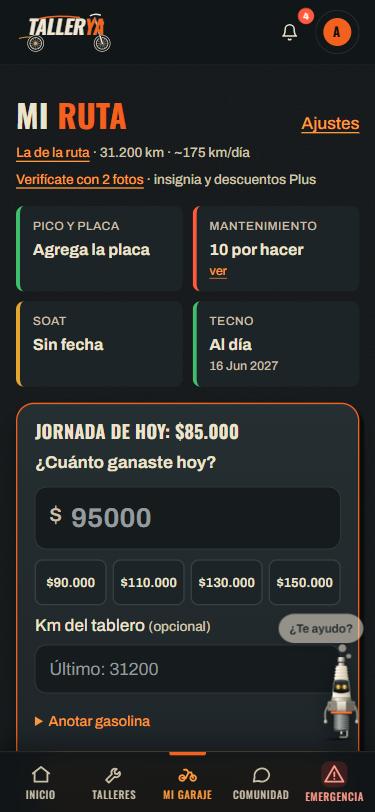 TALLERYA
4
A
MI RUTA
Ajustes
La de la ruta · 31.200 km · ~175 km/día
Verifícate con 2 fotos · insignia y descuentos Plus
PICO Y PLACA
Agrega la placa
MANTENIMIENTO
10 por hacer
ver
SOAT
Sin fecha
TECNO
Al día
16 Jun 2027
JORNADA DE HOY: $85.000
¿Cuánto ganaste hoy?
$ 95000
$90.000
$110.000
$130.000
$150.000
Km del tablero (opcional)
¿Te ayudo?
Último: 31200
Anotar gasolina
INICIO
TALLERES
MI GARAJE
COMUNIDAD
EMERGENCIA